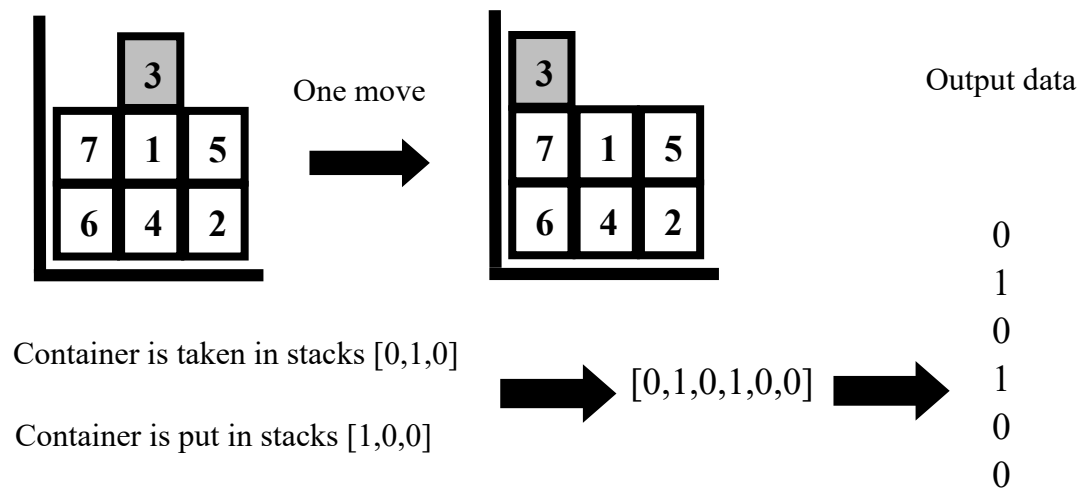 3
7 1 5
6 4 2
One move
3
7 1 5
6 4 2
Output data
Container is taken in stacks [0,1,0]
Container is put in stacks [1,0,0]
[0,1,0,1,0,0]
0
1
0
1
0
0